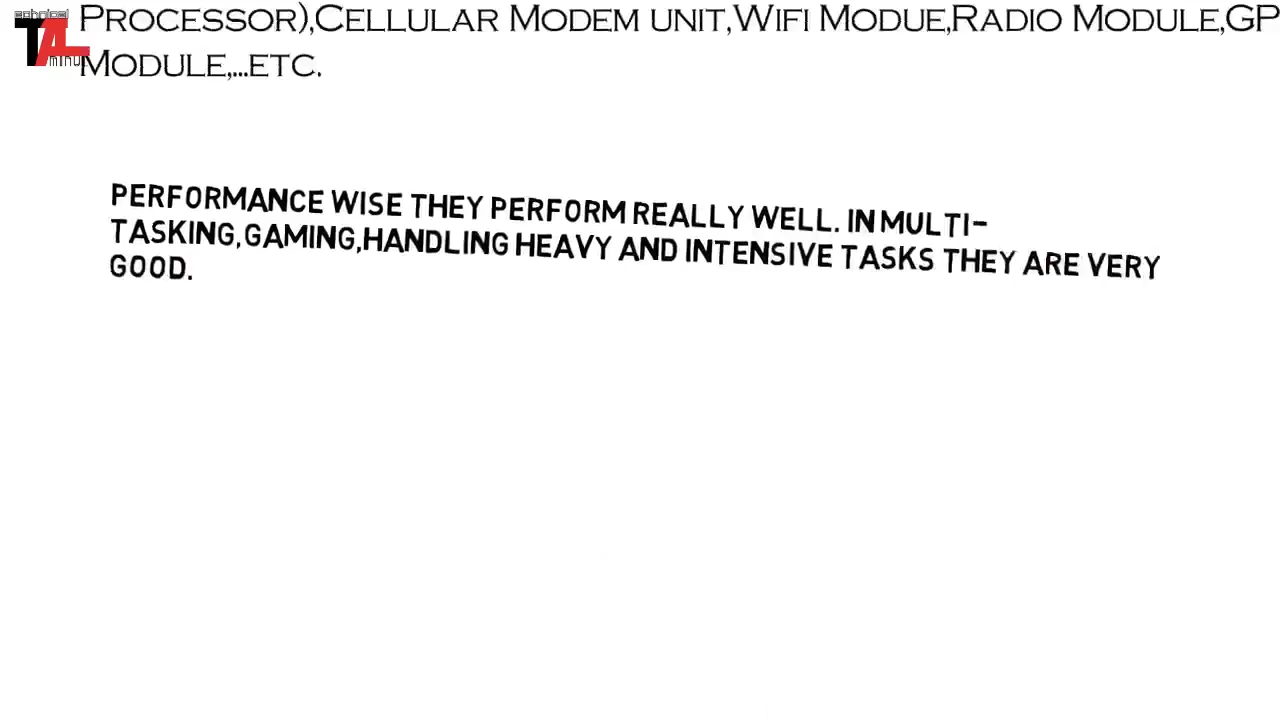 Processor),Cellular Modem unit,Wifi Modue,Radio Module,GP
Module,...etc.
PERFORMANCE WISE THEY PERFORM REALLY WELL. IN MULTI-
TASKING,GAMING,HANDLING HEAVY AND INTENSIVE TASKS THEY ARE VERY
GOOD.